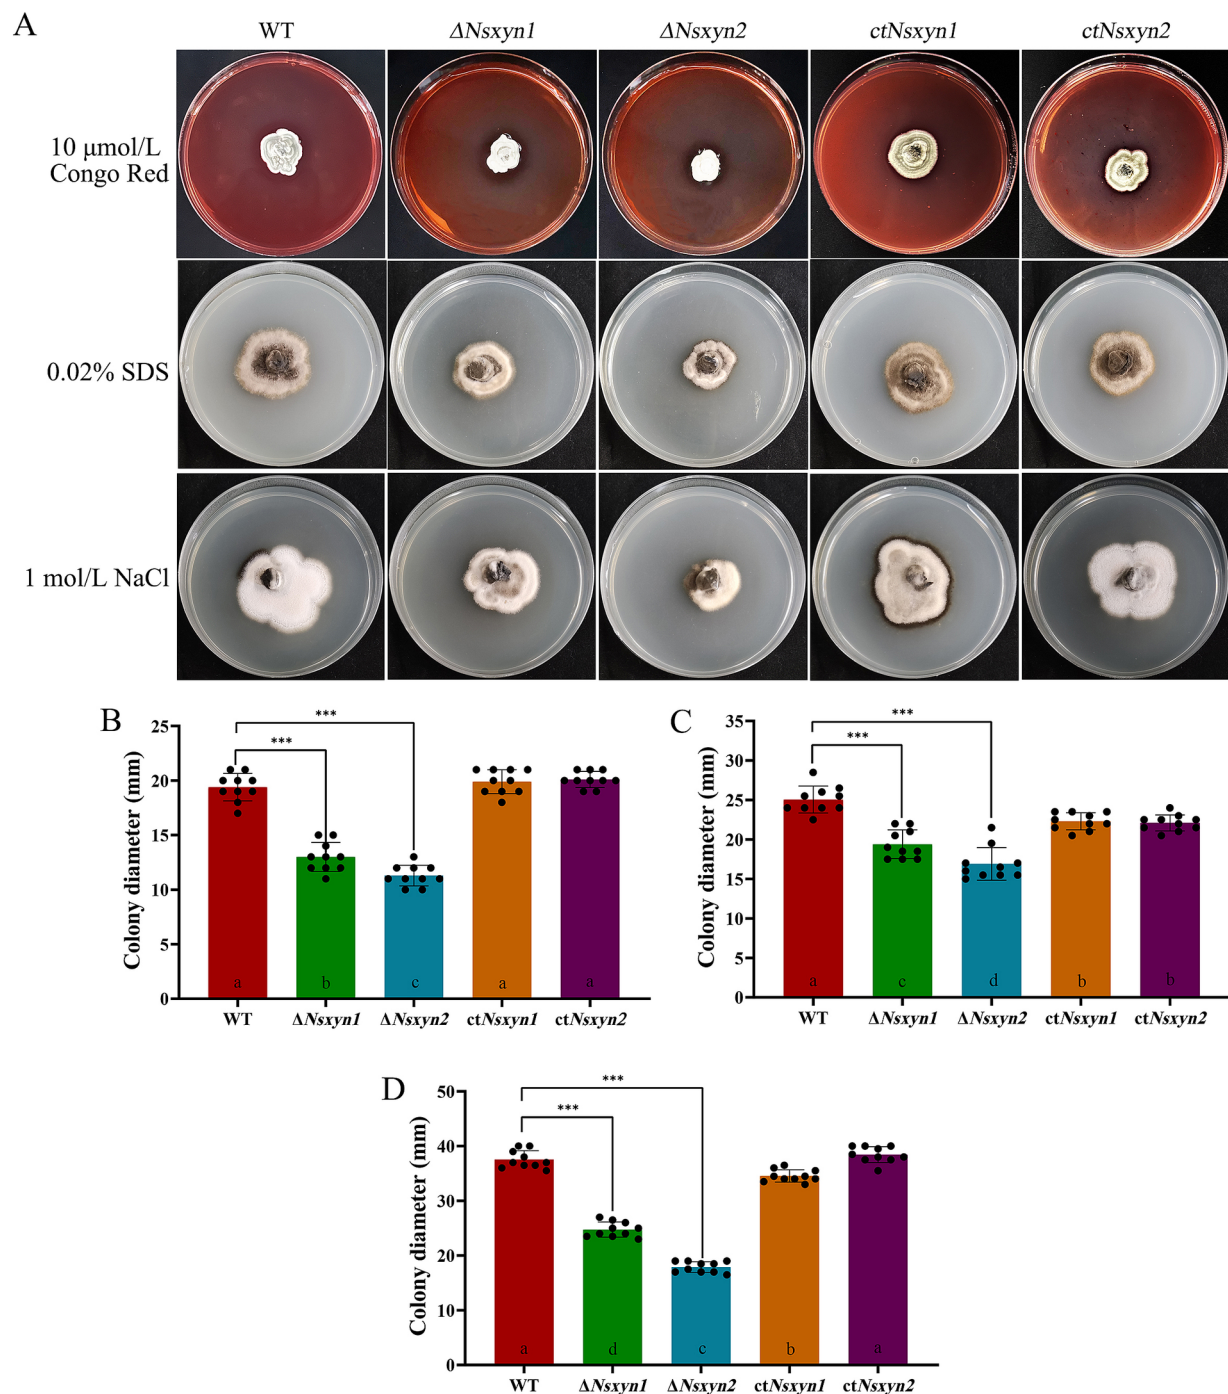 A
WT ΔNsxyn1 ΔNsxyn2 ctNsxyn1 ctNsxyn2
10 μmol/L
Congo Red
0.02% SDS
1 mol/L NaCl
B
***
***
Colony diameter (mm)
25
20
15
10
5
0
a b c a a
WT ΔNsxyn1 ΔNsxyn2 ctNsxyn1 ctNsxyn2
C
***
***
Colony diameter (mm)
35
30
25
20
15
10
5
0
a c d b b
WT ΔNsxyn1 ΔNsxyn2 ctNsxyn1 ctNsxyn2
D
***
***
Colony diameter (mm)
50
40
30
20
10
0
a d c b a
WT ΔNsxyn1 ΔNsxyn2 ctNsxyn1 ctNsxyn2